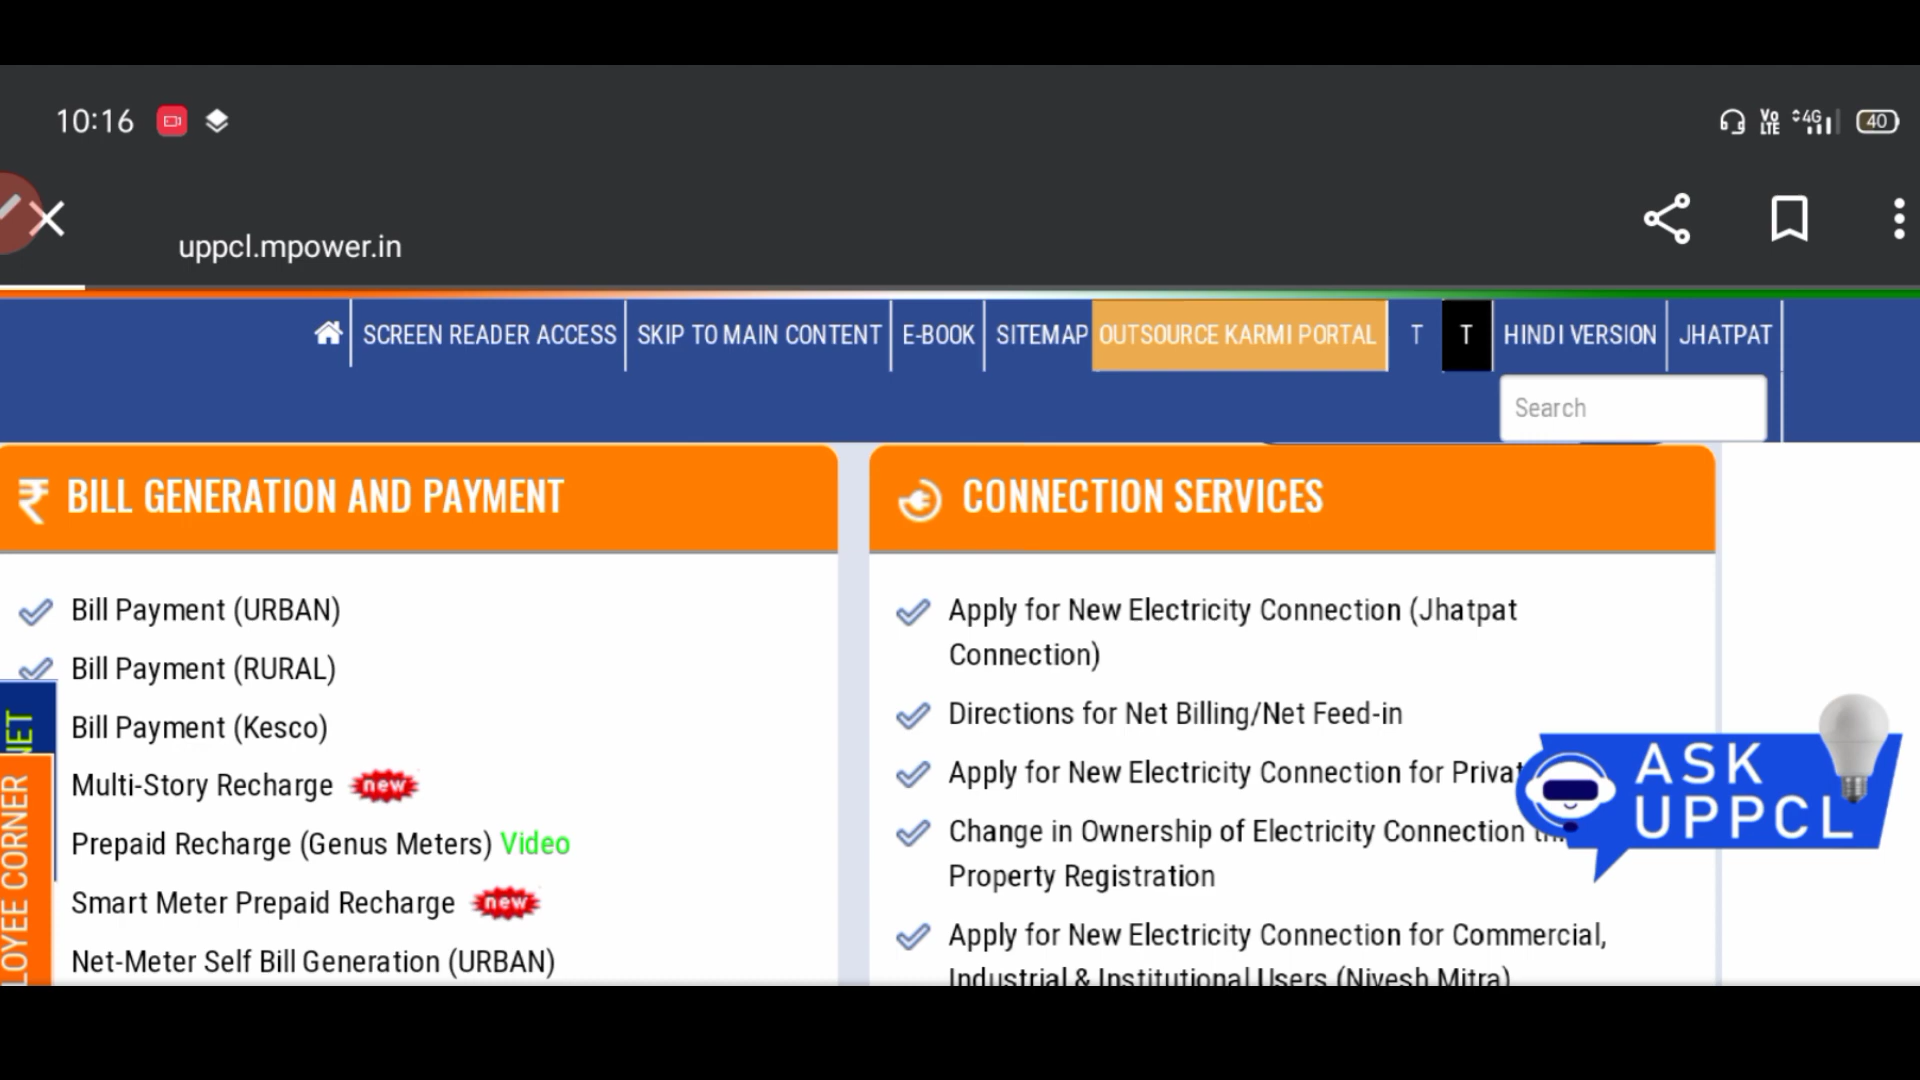 10:16
Vo LTE 4G 40
uppcl.mpower.in
SCREEN READER ACCESS SKIP TO MAIN CONTENT E-BOOK SITEMAP OUTSOURCE KARMI PORTAL T T HINDI VERSION JHATPAT
Search
₹ BILL GENERATION AND PAYMENT
Bill Payment (URBAN)
Bill Payment (RURAL)
Bill Payment (Kesco)
Multi-Story Recharge new
Prepaid Recharge (Genus Meters) Video
Smart Meter Prepaid Recharge new
Net-Meter Self Bill Generation (URBAN)
CONNECTION SERVICES
Apply for New Electricity Connection (Jhatpat
Connection)
Directions for Net Billing/Net Feed-in
Apply for New Electricity Connection for
Change in Ownership of Electricity Connection
Property Registration
Apply for New Electricity Connection for Commercial,
Industrial & Institutional Users (Nivesh Mitra)
ASK
UPPCL
CORNER